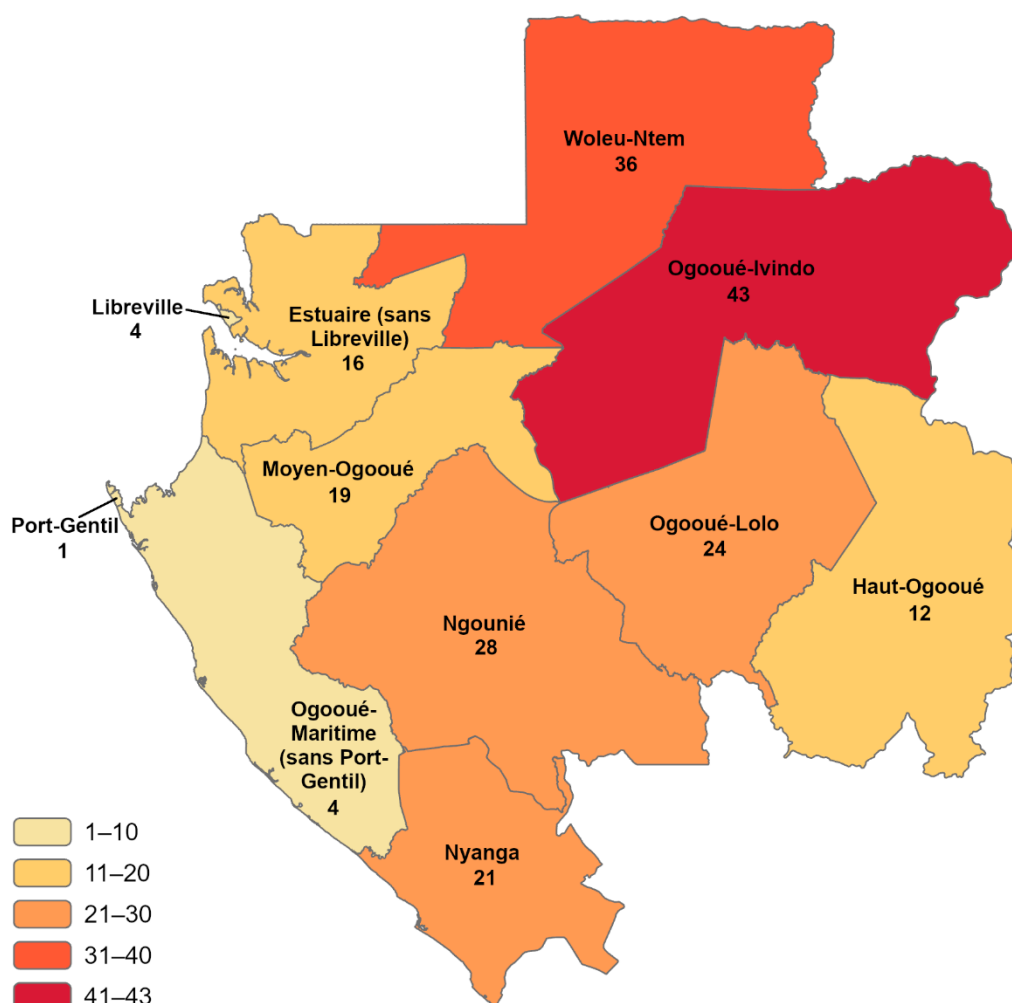 Woleu-Ntem
36
Ogooué-Ivindo
43
Libreville
4
Estuaire (sans
Libreville)
16
Moyen-Ogooué
19
Port-Gentil
1
Ogooué-Lolo
24
Haut-Ogooué
12
Ngounié
28
Ogooué-
Maritime
(sans Port-
Gentil)
4
Nyanga
21
1–10
11–20
21–30
31–40
41–43